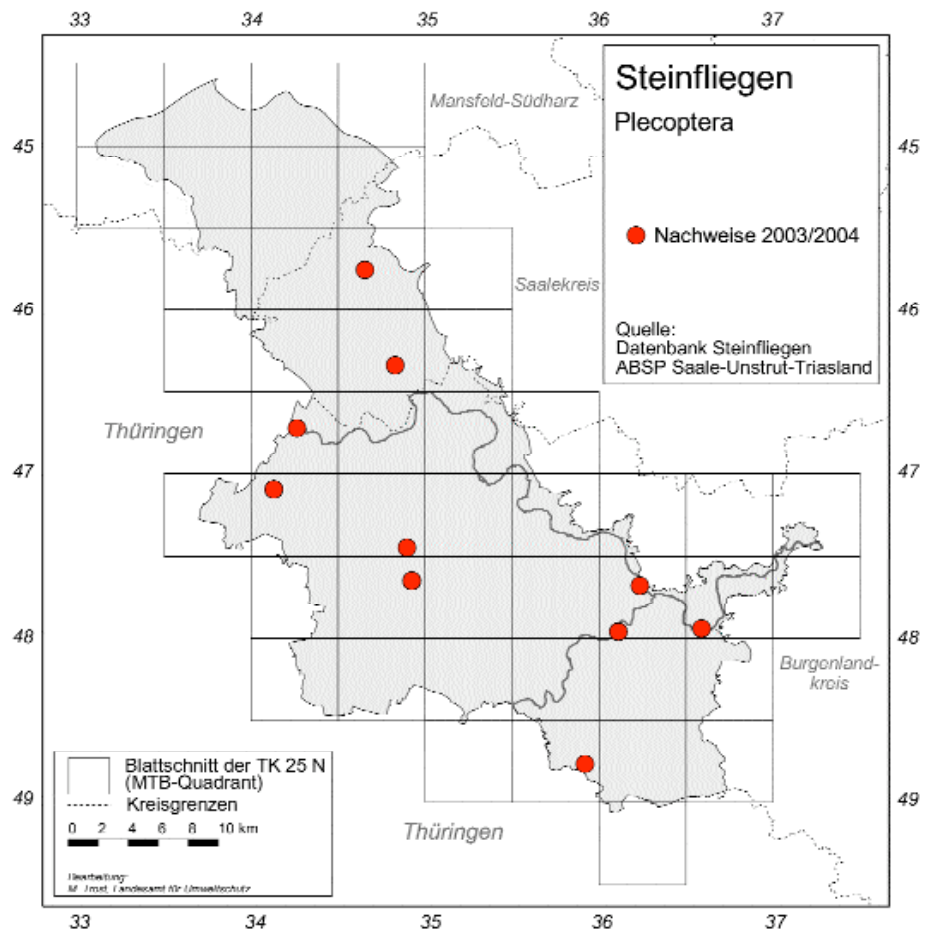 33 34 35 36 37
Steinfliegen
Plecoptera
Nachweise 2003/2004
Quelle:
Datenbank Steinfliegen
ABSP Saale-Unstrut-Triasland
Mansfeld-Südharz
45 45
Saalekreis
46 46
Thüringen
47 47
48 48
Burgenland-
kreis
Blattschnitt der TK 25 N
(MTB-Quadrant)
Kreisgrenzen
0 2 4 6 8 10 km
Bearbeitung:
M. Trost, Landesamt für Umweltschutz
Thüringen
49 49
33 34 35 36 37